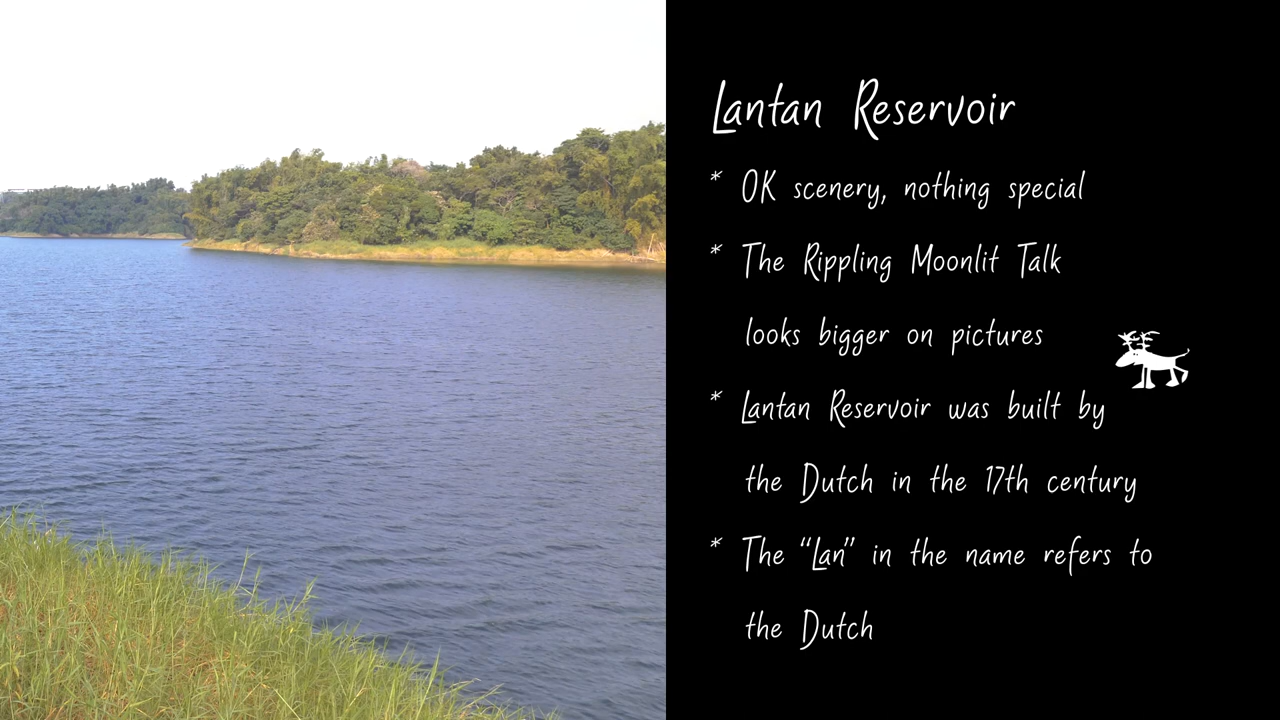 Lantan Reservoir
* OK scenery, nothing special
* The Rippling Moonlit Talk
looks bigger on pictures
* Lantan Reservoir was built by
the Dutch in the 17th century
* The “Lan” in the name refers to
the Dutch